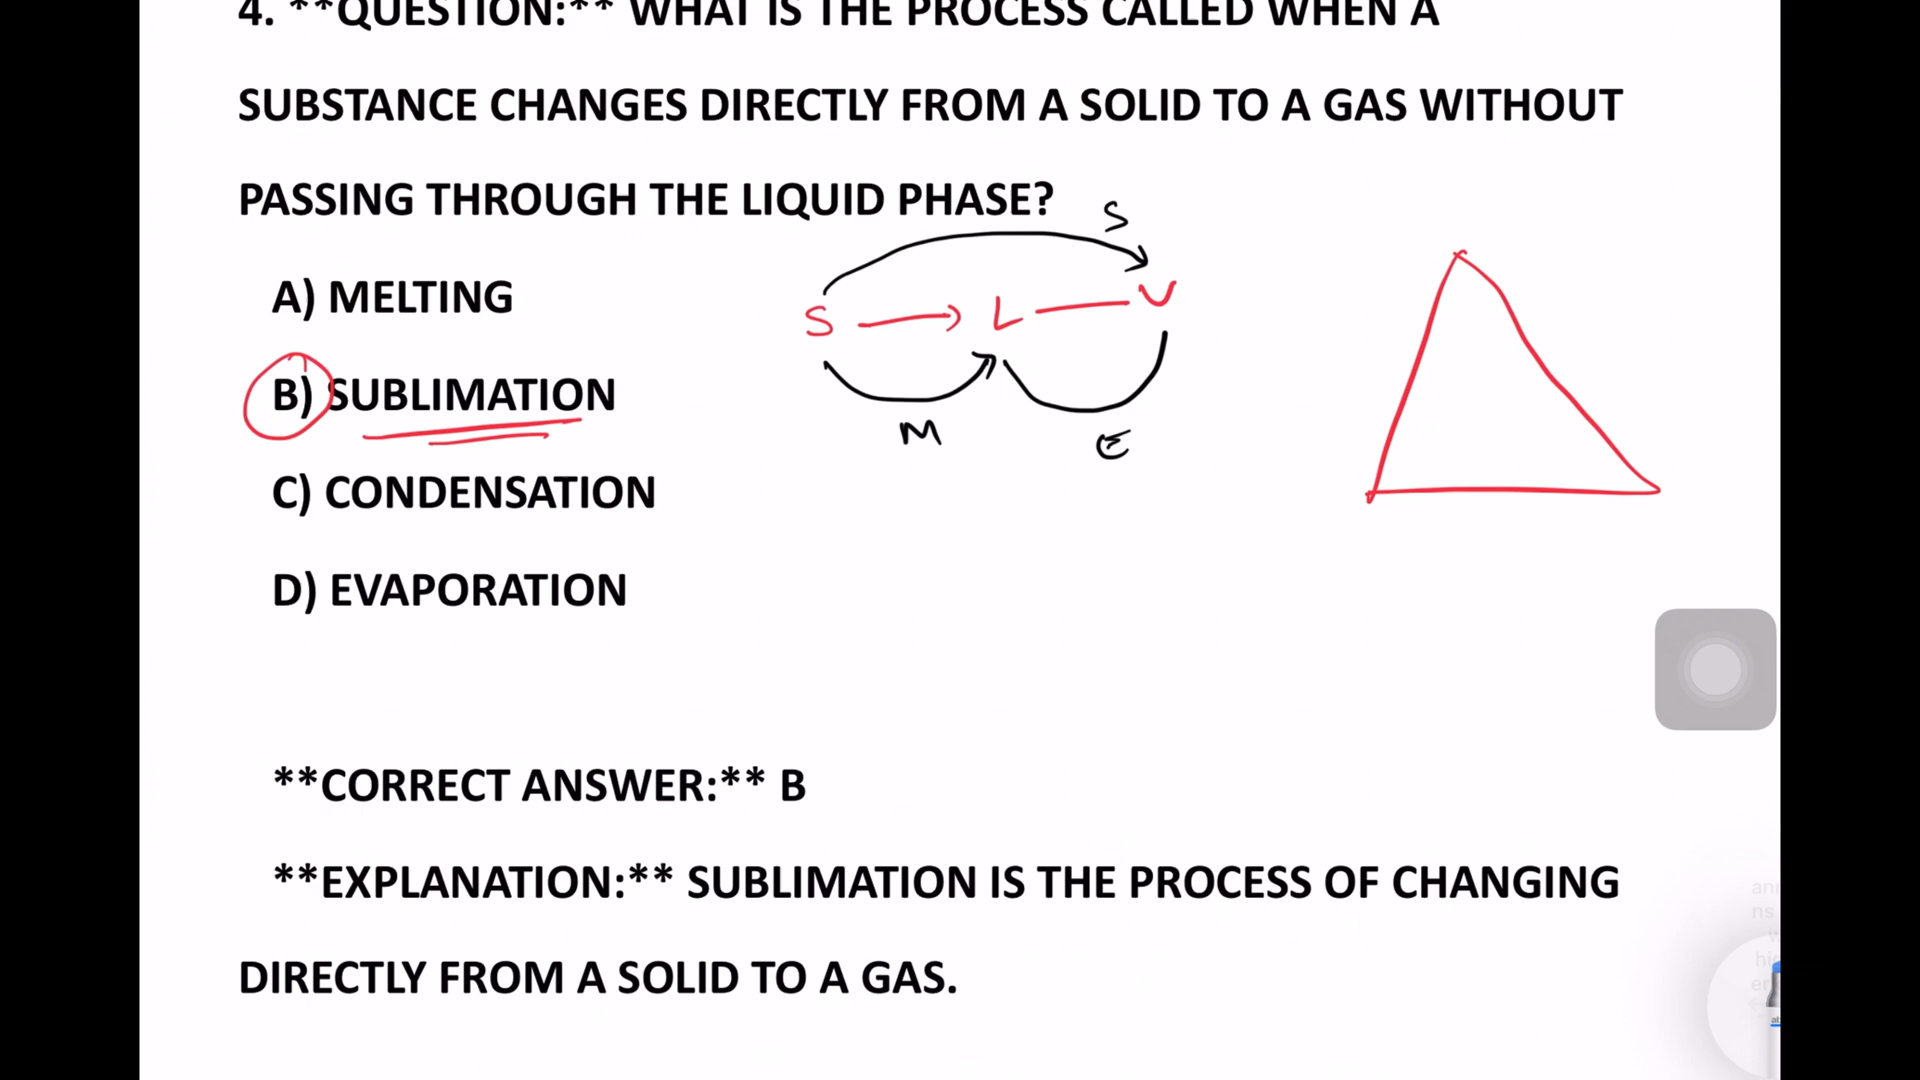 4. **QUESTION:** WHAT IS THE PROCESS CALLED WHEN A
SUBSTANCE CHANGES DIRECTLY FROM A SOLID TO A GAS WITHOUT
PASSING THROUGH THE LIQUID PHASE?
S
A) MELTING
S L V
B) SUBLIMATION
M E
C) CONDENSATION
D) EVAPORATION
**CORRECT ANSWER:** B
**EXPLANATION:** SUBLIMATION IS THE PROCESS OF CHANGING
DIRECTLY FROM A SOLID TO A GAS.